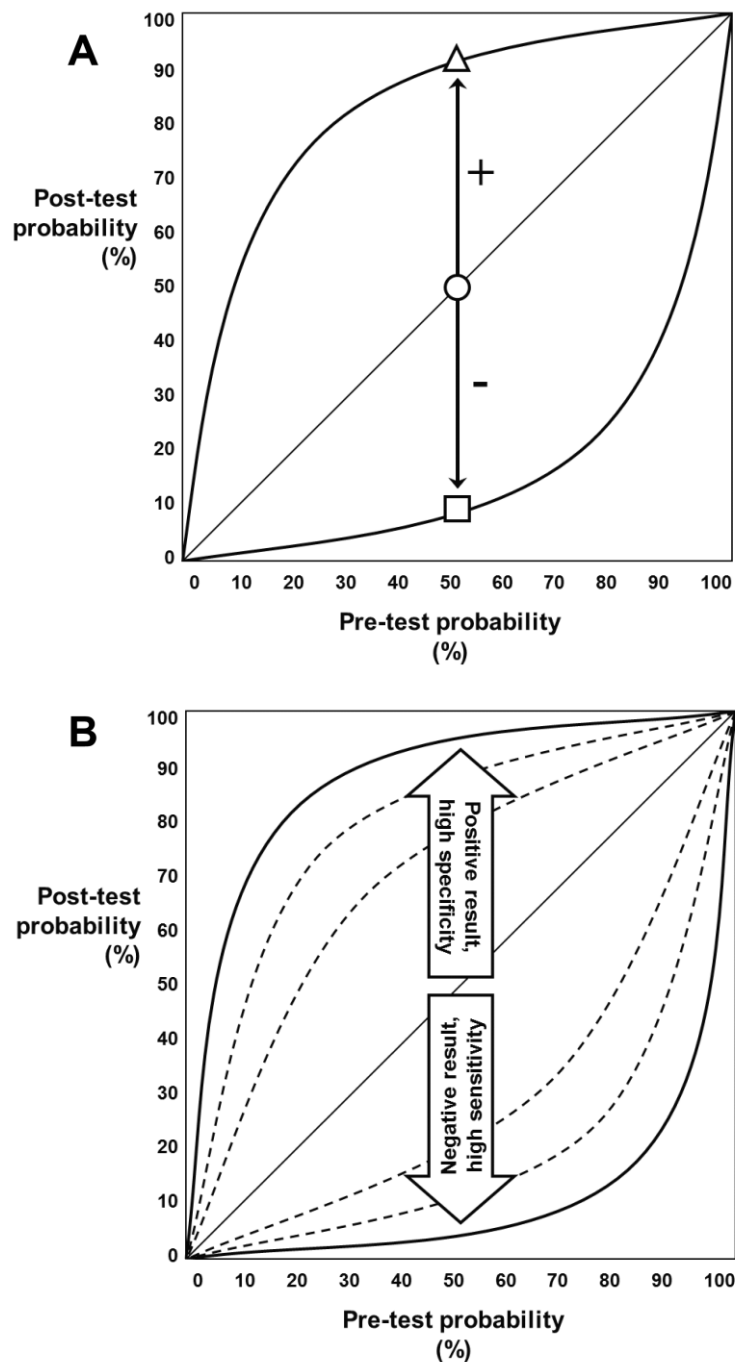 A
100
90
80
70
60
50
40
30
20
10
0
Post-test
probability
(%)
+
-
0 10 20 30 40 50 60 70 80 90 100
Pre-test probability
(%)
B
100
90
80
70
60
50
40
30
20
10
0
Post-test
probability
(%)
Positive result,
high specificity
Negative result,
high sensitivity
0 10 20 30 40 50 60 70 80 90 100
Pre-test probability
(%)